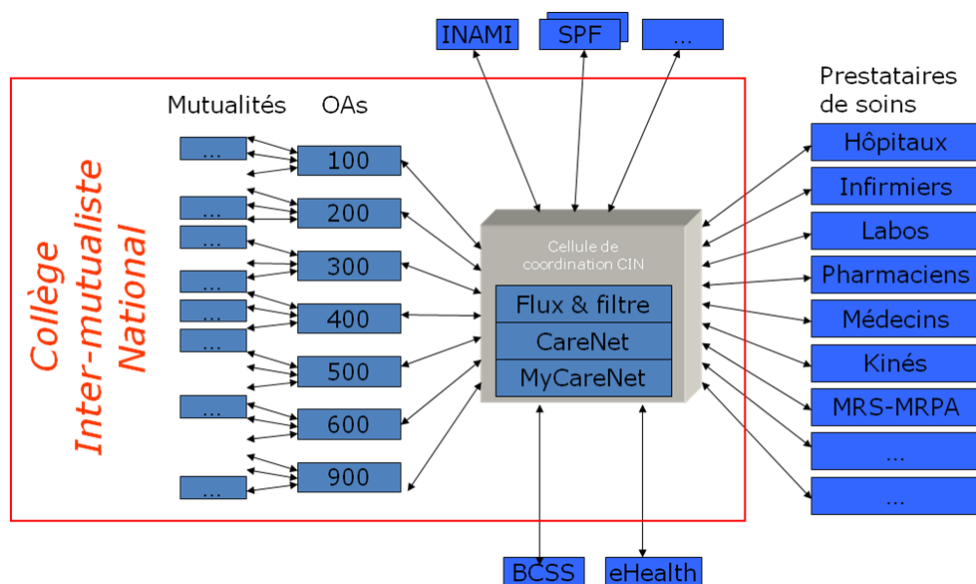 INAMI
SPF
...
Collège
Inter-mutualiste
National
Mutualités
OAs
...
...
...
...
...
...
...
...
100
200
300
400
500
600
900
Cellule de
coordination CIN
Flux & filtre
CareNet
MyCareNet
Prestataires
de soins
Hôpitaux
Infirmiers
Labos
Pharmaciens
Médecins
Kinés
MRS-MRPA
...
...
BCSS
eHealth